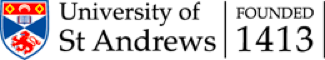 University of
St Andrews
FOUNDED
1413